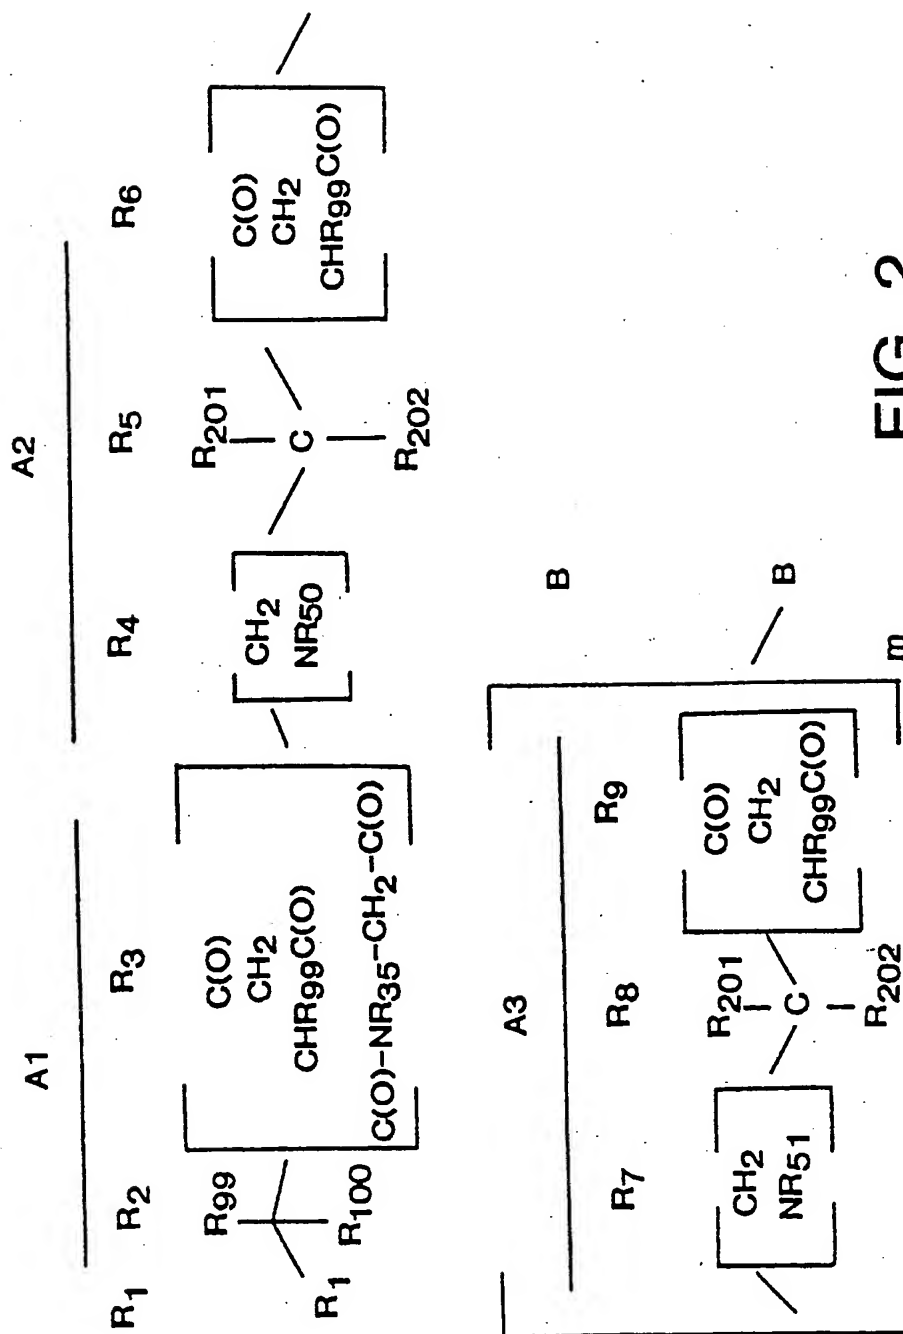 A1 A2
R1 R2 R3 R4 R5 R6
R1
R99
R100
C(O)
CH2
CHR99C(O)
C(O)-NR35-CH2-C(O)
CH2
NR50
R201
C
R202
C(O)
CH2
CHR99C(O)
A3
R7 R8 R9 B
CH2
NR51
R201
C
R202
C(O)
CH2
CHR99C(O)
B
m
FIG 2